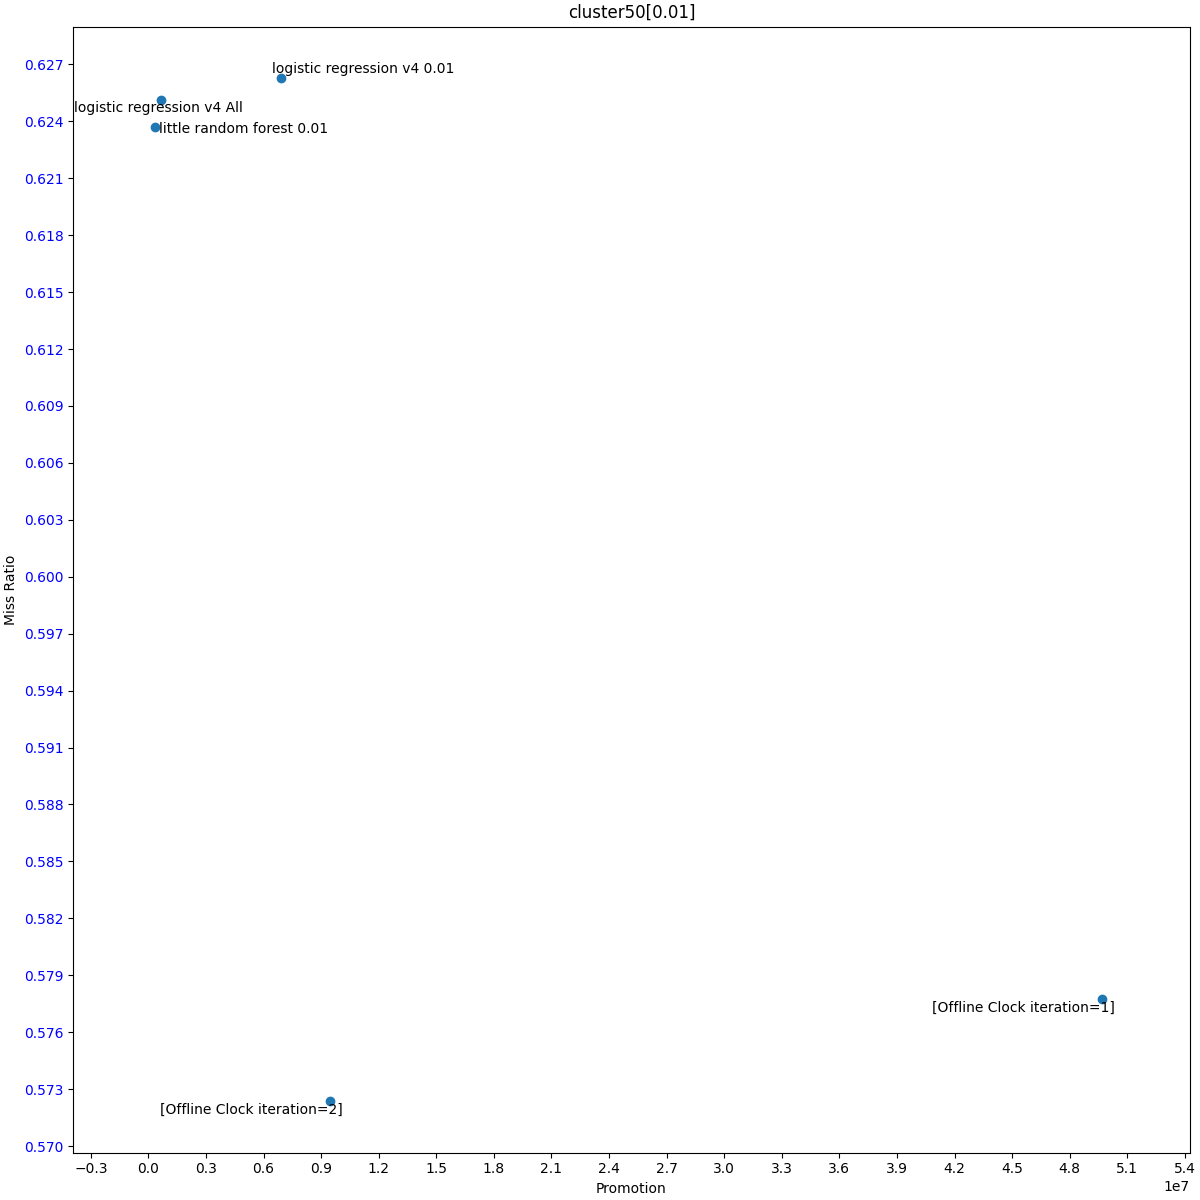 cluster50[0.01]
0.627
0.624
0.621
0.618
0.615
0.612
0.609
0.606
0.603
0.600
0.597
0.594
0.591
0.588
0.585
0.582
0.579
0.576
0.573
0.570
Miss Ratio
logistic regression v4 0.01
logistic regression v4 All
little random forest 0.01
[Offline Clock iteration=1]
[Offline Clock iteration=2]
−0.3 0.0 0.3 0.6 0.9 1.2 1.5 1.8 2.1 2.4 2.7 3.0 3.3 3.6 3.9 4.2 4.5 4.8 5.1 5.4
1e7
Promotion